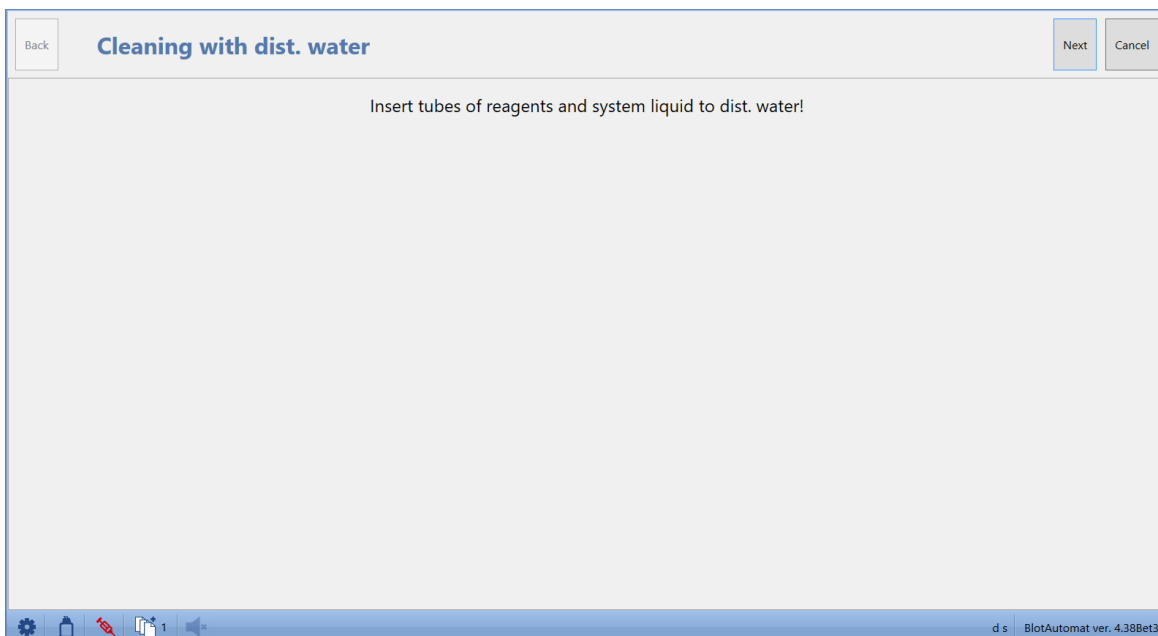 Back
Cleaning with dist. water
Next
Cancel
Insert tubes of reagents and system liquid to dist. water!
1
d s
BlotAutomat ver. 4.38Bet3